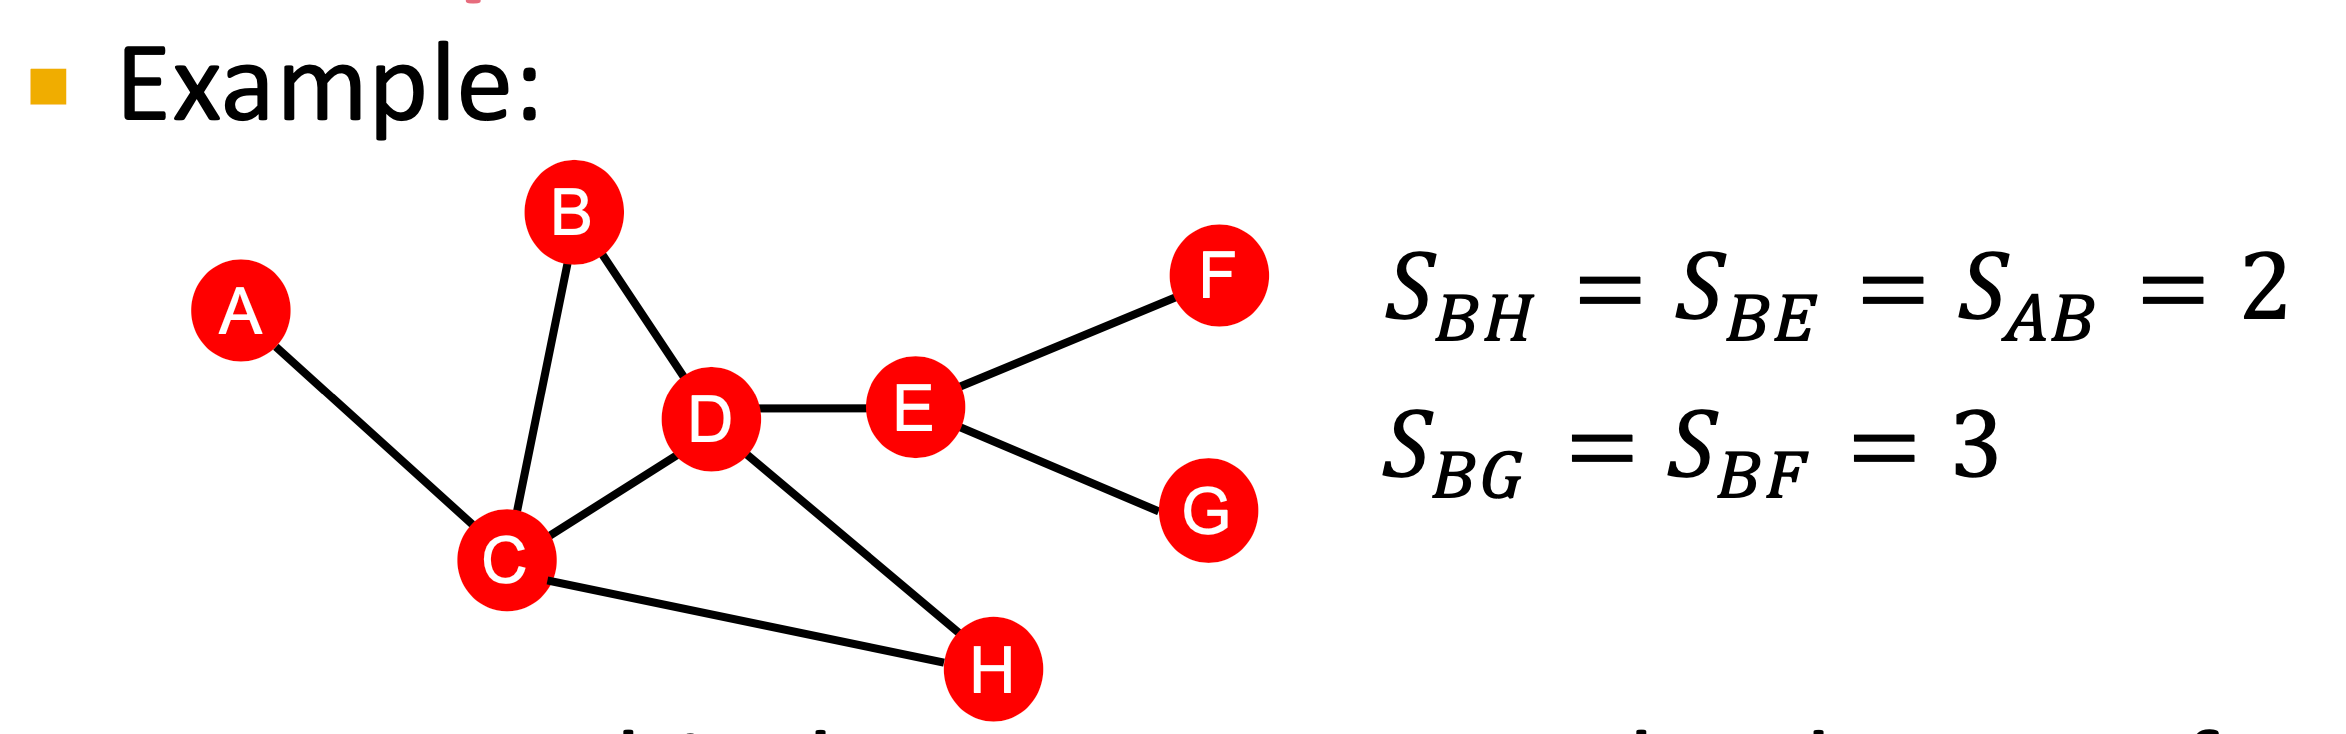 Example:
B
F
A
S_BH = S_BE = S_AB = 2
D
E
S_BG = S_BF = 3
G
C
H